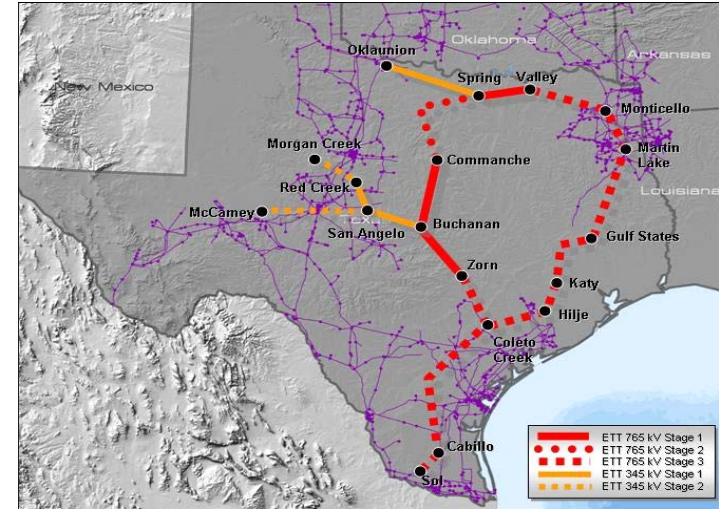 Oklahoma
Oklaunion
Arkansas
Spring
Valley
New Mexico
Monticello
Morgan Creek
Martin
Lake
Commanche
Red Creek
Louisiana
McCamey
Texas
San Angelo
Buchanan
Gulf States
Zorn
Katy
Hilje
Coleto
Creek
Cabillo
Sol
ETT 765 kV Stage 1
ETT 765 kV Stage 2
ETT 765 kV Stage 3
ETT 345 kV Stage 1
ETT 345 kV Stage 2